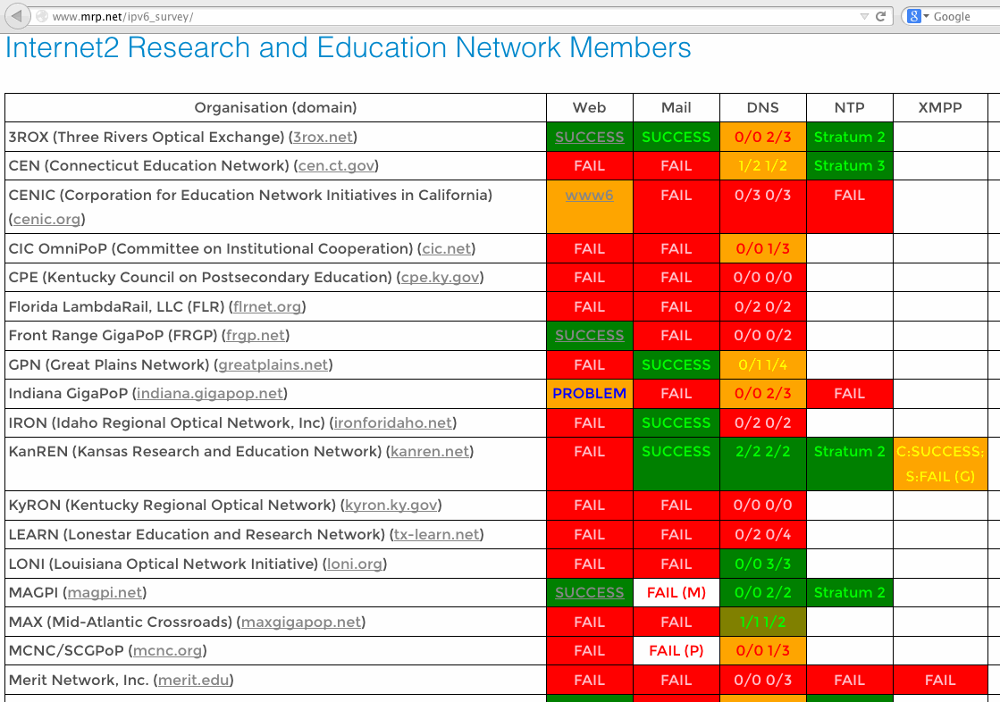 www.mrp.net/ipv6_survey/ Google
Internet2 Research and Education Network Members
Organisation (domain) Web Mail DNS NTP XMPP
3ROX (Three Rivers Optical Exchange) (3rox.net) SUCCESS SUCCESS 0/0 2/3 Stratum 2
CEN (Connecticut Education Network) (cen.ct.gov) FAIL FAIL 1/2 1/2 Stratum 3
CENIC (Corporation for Education Network Initiatives in California) www6 FAIL 0/3 0/3 FAIL
(cenic.org)
CIC OmniPoP (Committee on Institutional Cooperation) (cic.net) FAIL FAIL 0/0 1/3
CPE (Kentucky Council on Postsecondary Education) (cpe.ky.gov) FAIL FAIL 0/0 0/0
Florida LambdaRail, LLC (FLR) (flrnet.org) FAIL FAIL 0/2 0/2
Front Range GigaPoP (FRGP) (frgp.net) SUCCESS FAIL 0/0 0/2
GPN (Great Plains Network) (greatplains.net) FAIL SUCCESS 0/1 1/4
Indiana GigaPoP (indiana.gigapop.net) PROBLEM FAIL 0/0 2/3 FAIL
IRON (Idaho Regional Optical Network, Inc) (ironforidaho.net) FAIL SUCCESS 0/2 0/2
KanREN (Kansas Research and Education Network) (kanren.net) FAIL SUCCESS 2/2 2/2 Stratum 2 C:SUCCESS;
S:FAIL (G)
KyRON (Kentucky Regional Optical Network) (kyron.ky.gov) FAIL FAIL 0/0 0/0
LEARN (Lonestar Education and Research Network) (tx-learn.net) FAIL FAIL 0/2 0/4
LONI (Louisiana Optical Network Initiative) (loni.org) FAIL FAIL 0/0 3/3
MAGPI (magpi.net) SUCCESS FAIL (M) 0/0 2/2 Stratum 2
MAX (Mid-Atlantic Crossroads) (maxgigapop.net) FAIL FAIL 1/1 1/2
MCNC/SCGPoP (mcnc.org) FAIL FAIL (P) 0/0 1/3
Merit Network, Inc. (merit.edu) FAIL FAIL 0/0 0/3 FAIL FAIL